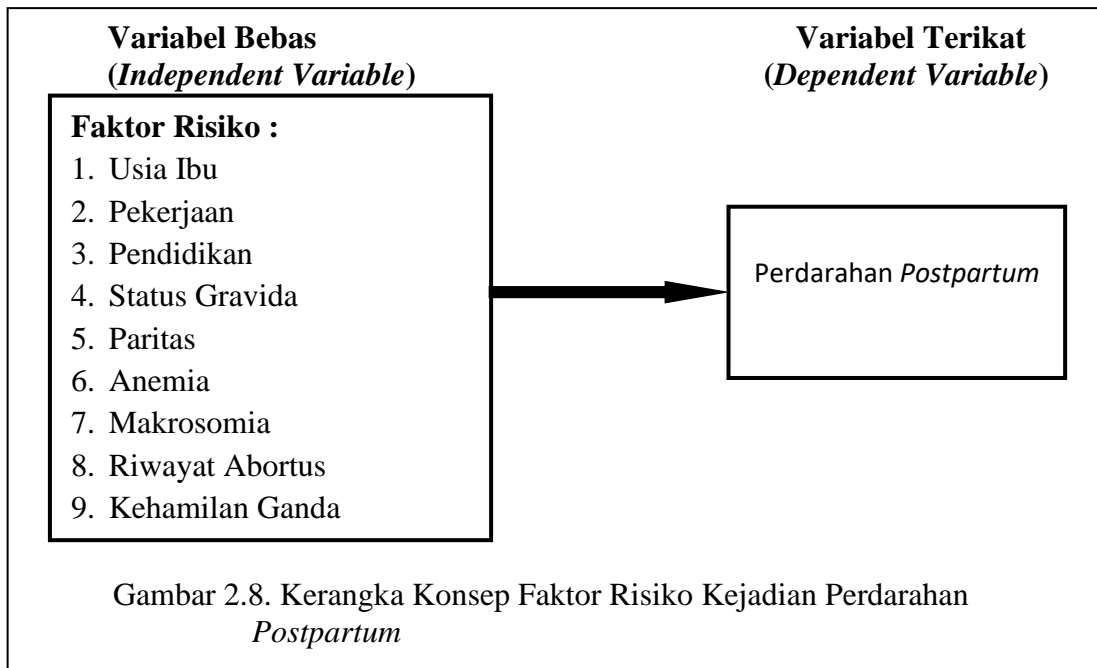 Variabel Bebas
(Independent Variable)
Variabel Terikat
(Dependent Variable)
Faktor Risiko :
1. Usia Ibu
2. Pekerjaan
3. Pendidikan
4. Status Gravida
5. Paritas
6. Anemia
7. Makrosomia
8. Riwayat Abortus
9. Kehamilan Ganda
Perdarahan Postpartum
Gambar 2.8. Kerangka Konsep Faktor Risiko Kejadian Perdarahan
Postpartum